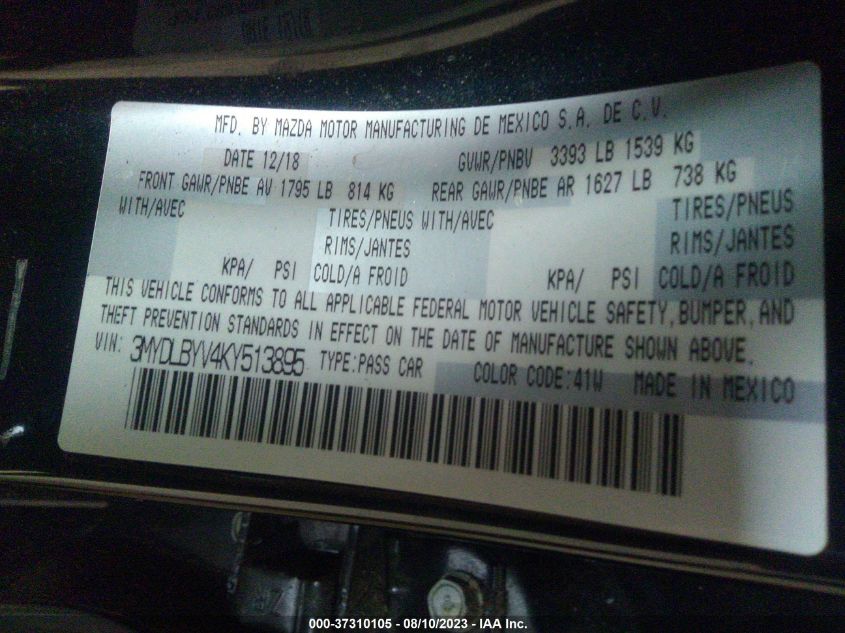 MFD. BY MAZDA MOTOR MANUFACTURING DE MEXICO S.A. DE C.V.
DATE 12/18 GVWR/PNBV 3393 LB 1539 KG
FRONT GAWR/PNBE AV 1795 LB 814 KG REAR GAWR/PNBE AR 1627 LB 738 KG
WITH/AVEC TIRES/PNEUS WITH/AVEC TIRES/PNEUS
RIMS/JANTES RIMS/JANTES
KPA/ PSI COLD/A FROID KPA/ PSI COLD/A FROID
THIS VEHICLE CONFORMS TO ALL APPLICABLE FEDERAL MOTOR VEHICLE SAFETY, BUMPER, AND
THEFT PREVENTION STANDARDS IN EFFECT ON THE DATE OF MANUFACTURE SHOWN ABOVE.
VIN: 3MYDLBYV4KY513895 TYPE:PASS CAR COLOR CODE:41W MADE IN MEXICO
000-37310105 - 08/10/2023 - IAA Inc.